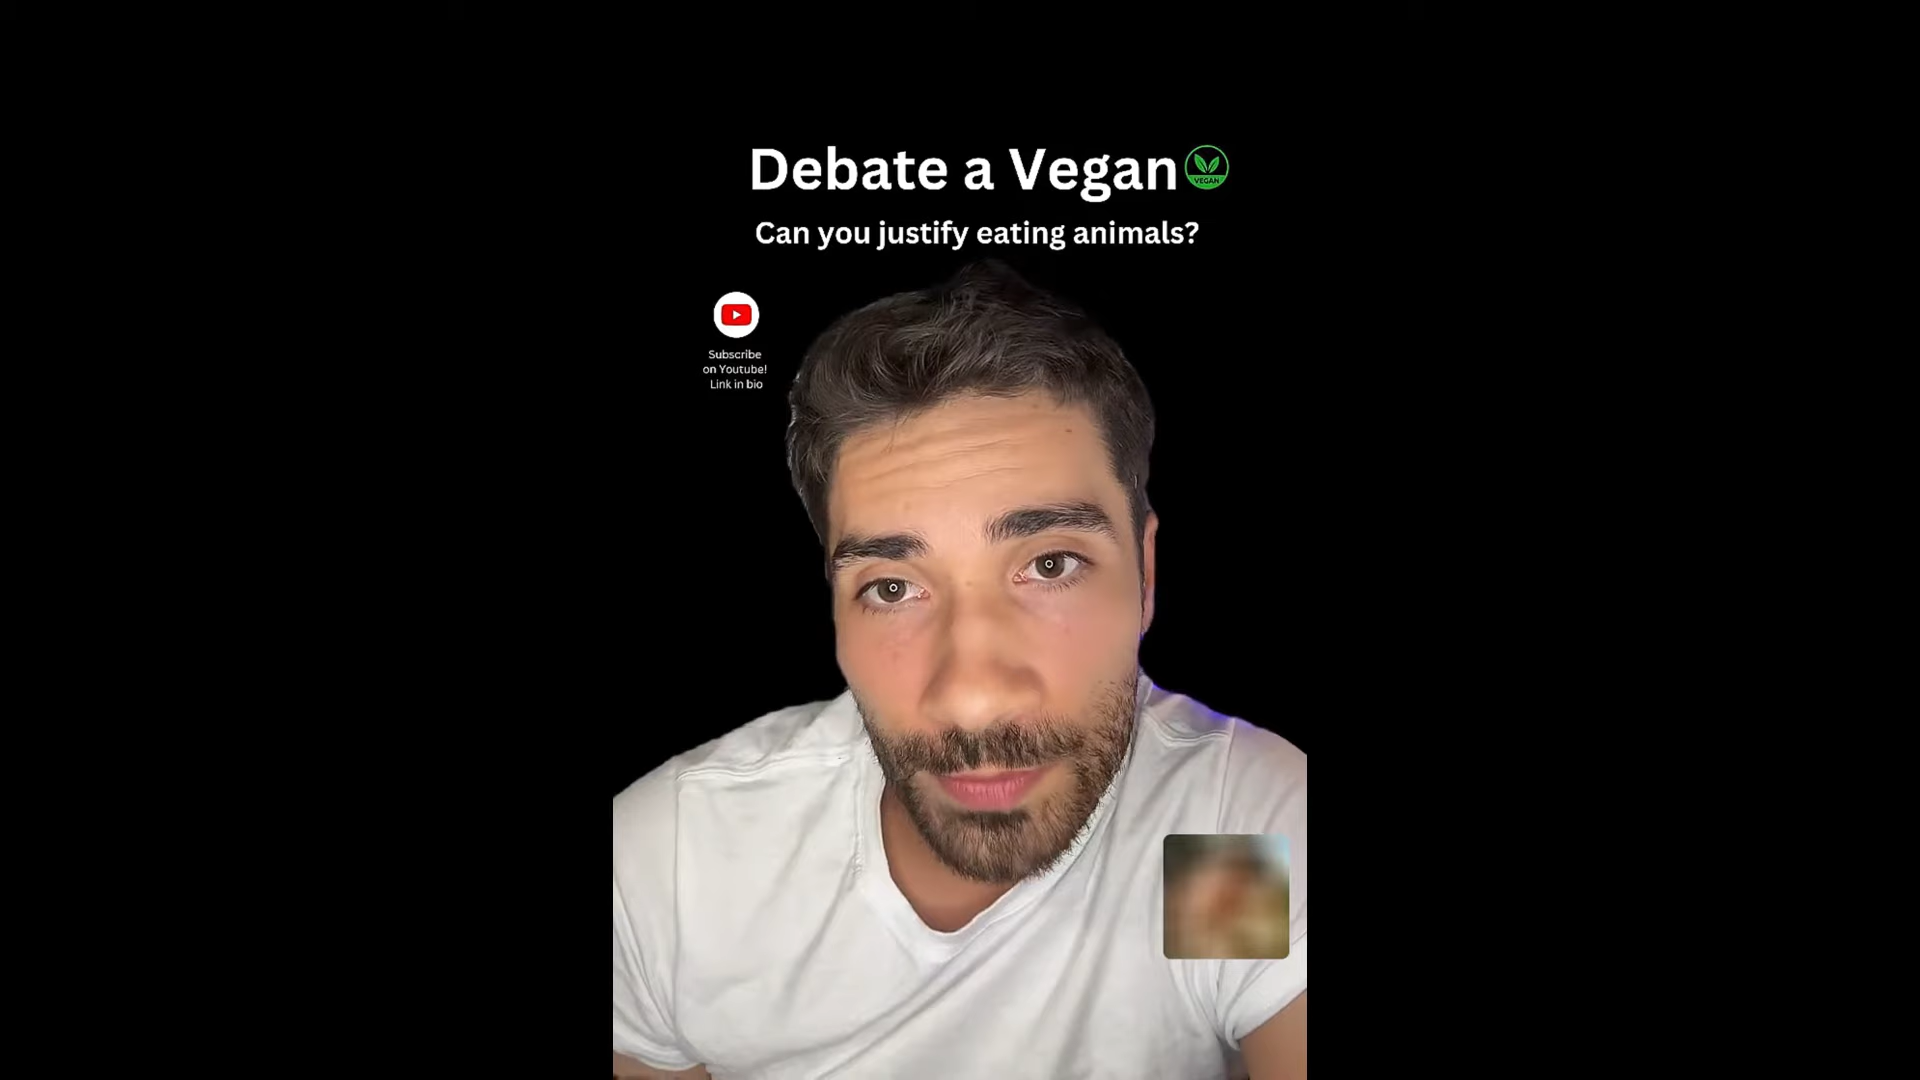 Debate a Vegan
VEGAN
Can you justify eating animals?
Subscribe
on Youtube!
Link in bio